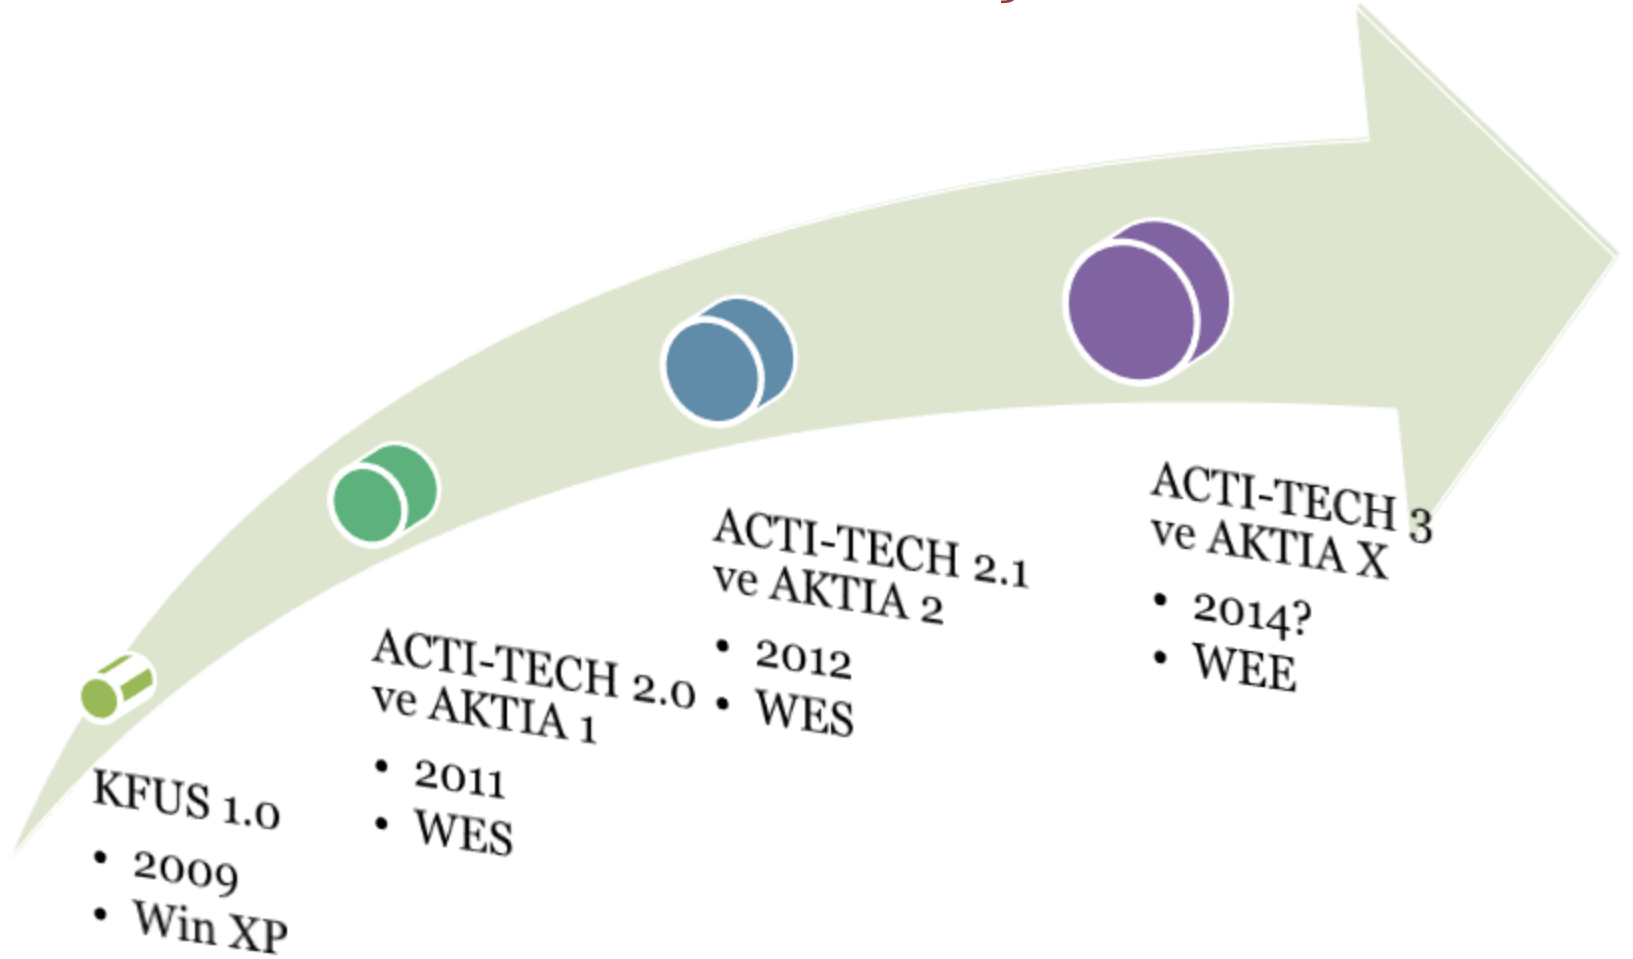 KFUS 1.0
• 2009
• Win XP
ACTI-TECH 2.0
ve AKTIA 1
• 2011
• WES
ACTI-TECH 2.1
ve AKTIA 2
• 2012
• WES
ACTI-TECH 3
ve AKTIA X
• 2014?
• WEE